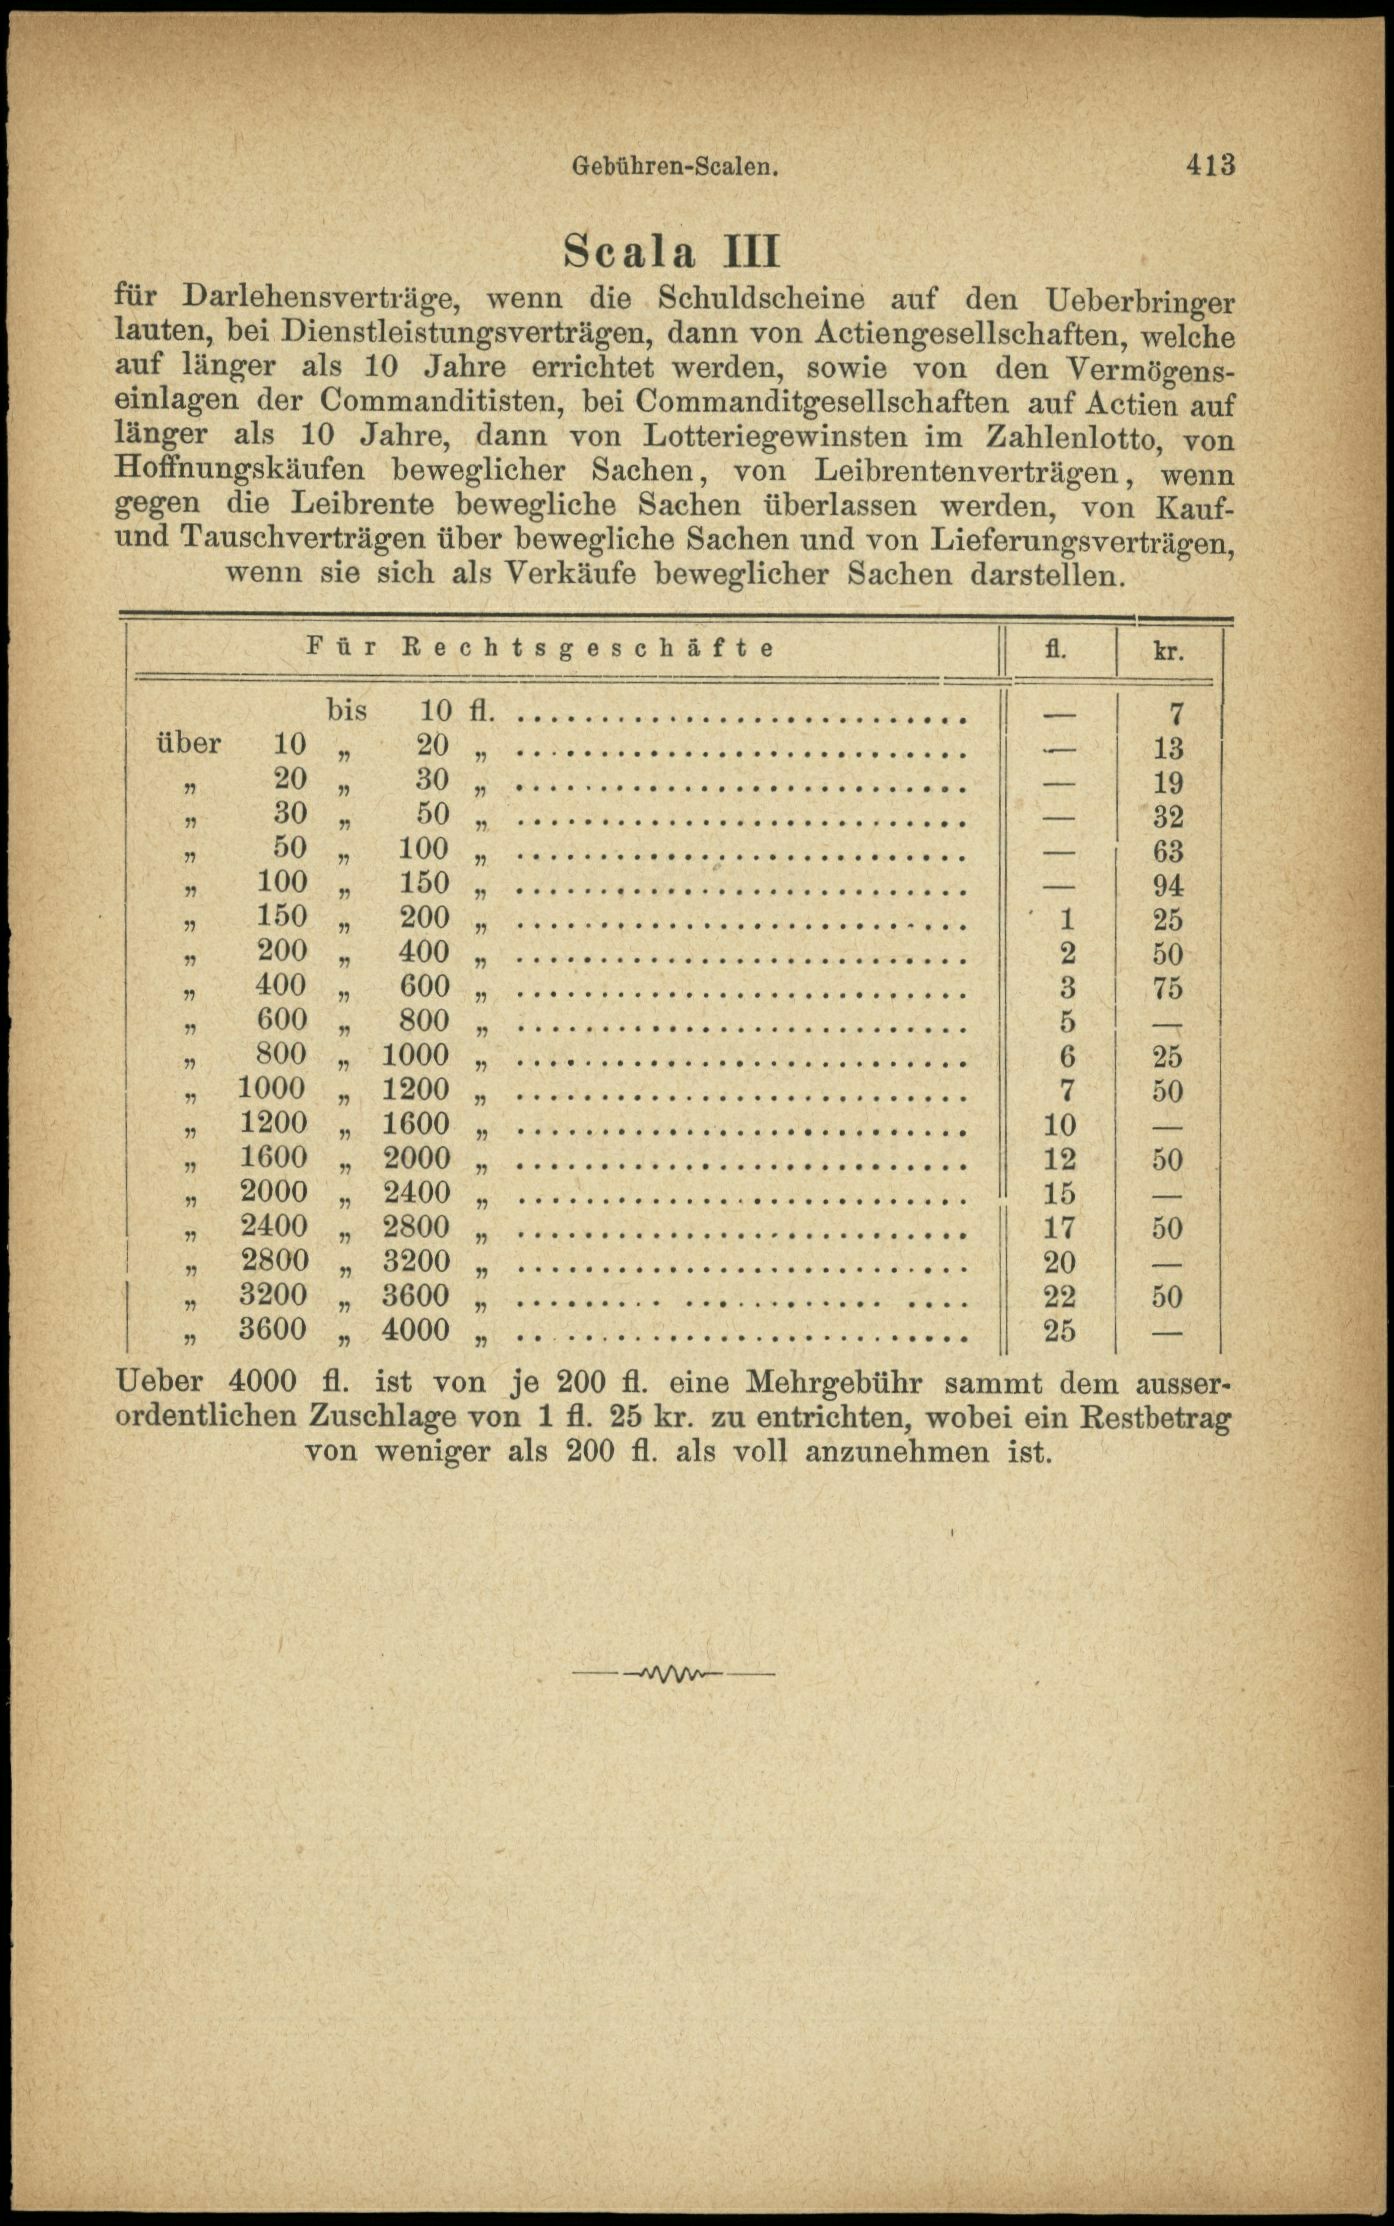 Gebühren-Scalen. 413
Scala III
für Darlehensverträge, wenn die Schuldscheine auf den Ueberbringer
lauten, bei Dienstleistungsverträgen, dann von Actiengesellschaften, welche
auf länger als 10 Jahre errichtet werden, sowie von den Vermögens-
einlagen der Commanditisten, bei Commanditgesellschaften auf Actien auf
länger als 10 Jahre, dann von Lotteriegewinsten im Zahlenlotto, von
Hoffnungskäufen beweglicher Sachen, von Leibrentenverträgen, wenn
gegen die Leibrente bewegliche Sachen überlassen werden, von Kauf-
und Tauschverträgen über bewegliche Sachen und von Lieferungsverträgen,
wenn sie sich als Verkäufe beweglicher Sachen darstellen.
Für Rechtsgeschäfte fl. kr.
bis 10 fl. ........................... — 7
über 10 „ 20 „ ........................... — 13
„ 20 „ 30 „ ........................... — 19
„ 30 „ 50 „ ........................... — 32
„ 50 „ 100 „ ........................... — 63
„ 100 „ 150 „ ........................... — 94
„ 150 „ 200 „ ........................... 1 25
„ 200 „ 400 „ ........................... 2 50
„ 400 „ 600 „ ........................... 3 75
„ 600 „ 800 „ ........................... 5 —
„ 800 „ 1000 „ ........................... 6 25
„ 1000 „ 1200 „ ........................... 7 50
„ 1200 „ 1600 „ ........................... 10 —
„ 1600 „ 2000 „ ........................... 12 50
„ 2000 „ 2400 „ ........................... 15 —
„ 2400 „ 2800 „ ........................... 17 50
„ 2800 „ 3200 „ ........................... 20 —
„ 3200 „ 3600 „ ........................... 22 50
„ 3600 „ 4000 „ ........................... 25 —
Ueber 4000 fl. ist von je 200 fl. eine Mehrgebühr sammt dem ausser-
ordentlichen Zuschlage von 1 fl. 25 kr. zu entrichten, wobei ein Restbetrag
von weniger als 200 fl. als voll anzunehmen ist.